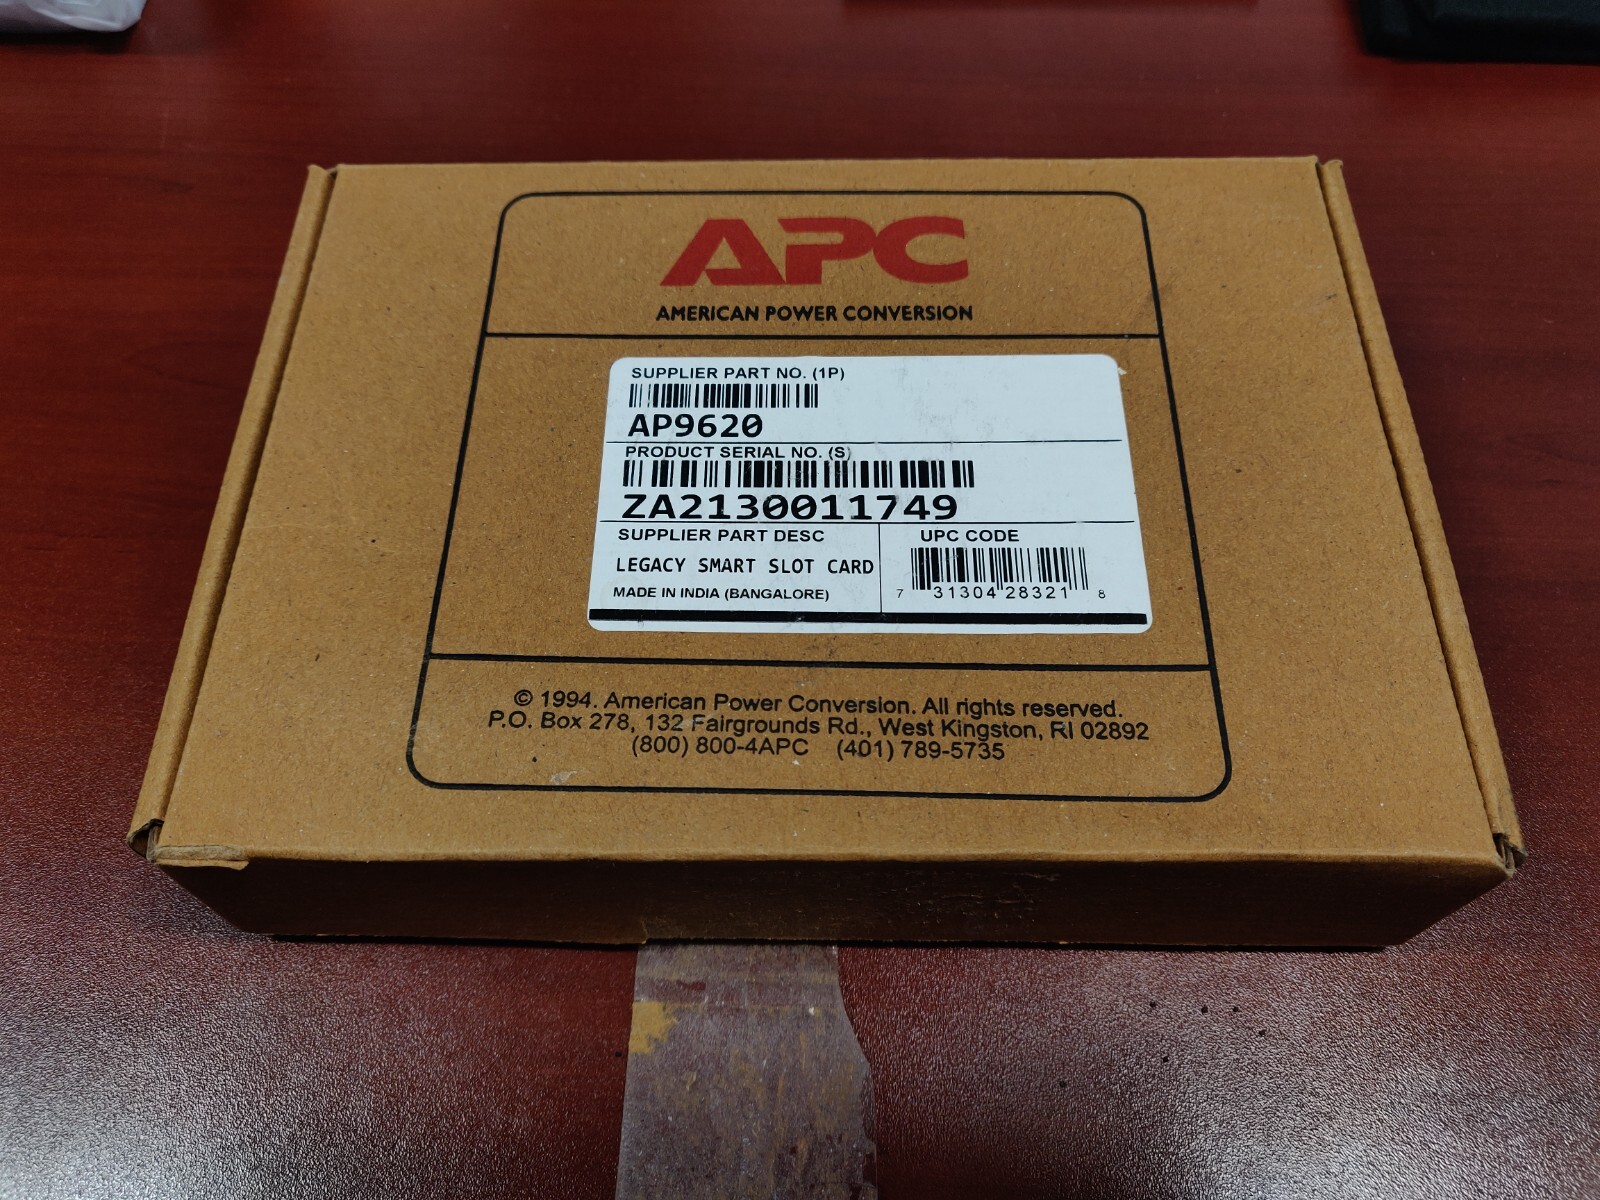 APC
AMERICAN POWER CONVERSION
SUPPLIER PART NO. (1P)
AP9620
PRODUCT SERIAL NO. (S)
ZA2130011749
SUPPLIER PART DESC
LEGACY SMART SLOT CARD
MADE IN INDIA (BANGALORE)
UPC CODE
7 31304 28321 8
© 1994. American Power Conversion. All rights reserved.
P.O. Box 278, 132 Fairgrounds Rd., West Kingston, RI 02892
(800) 800-4APC (401) 789-5735